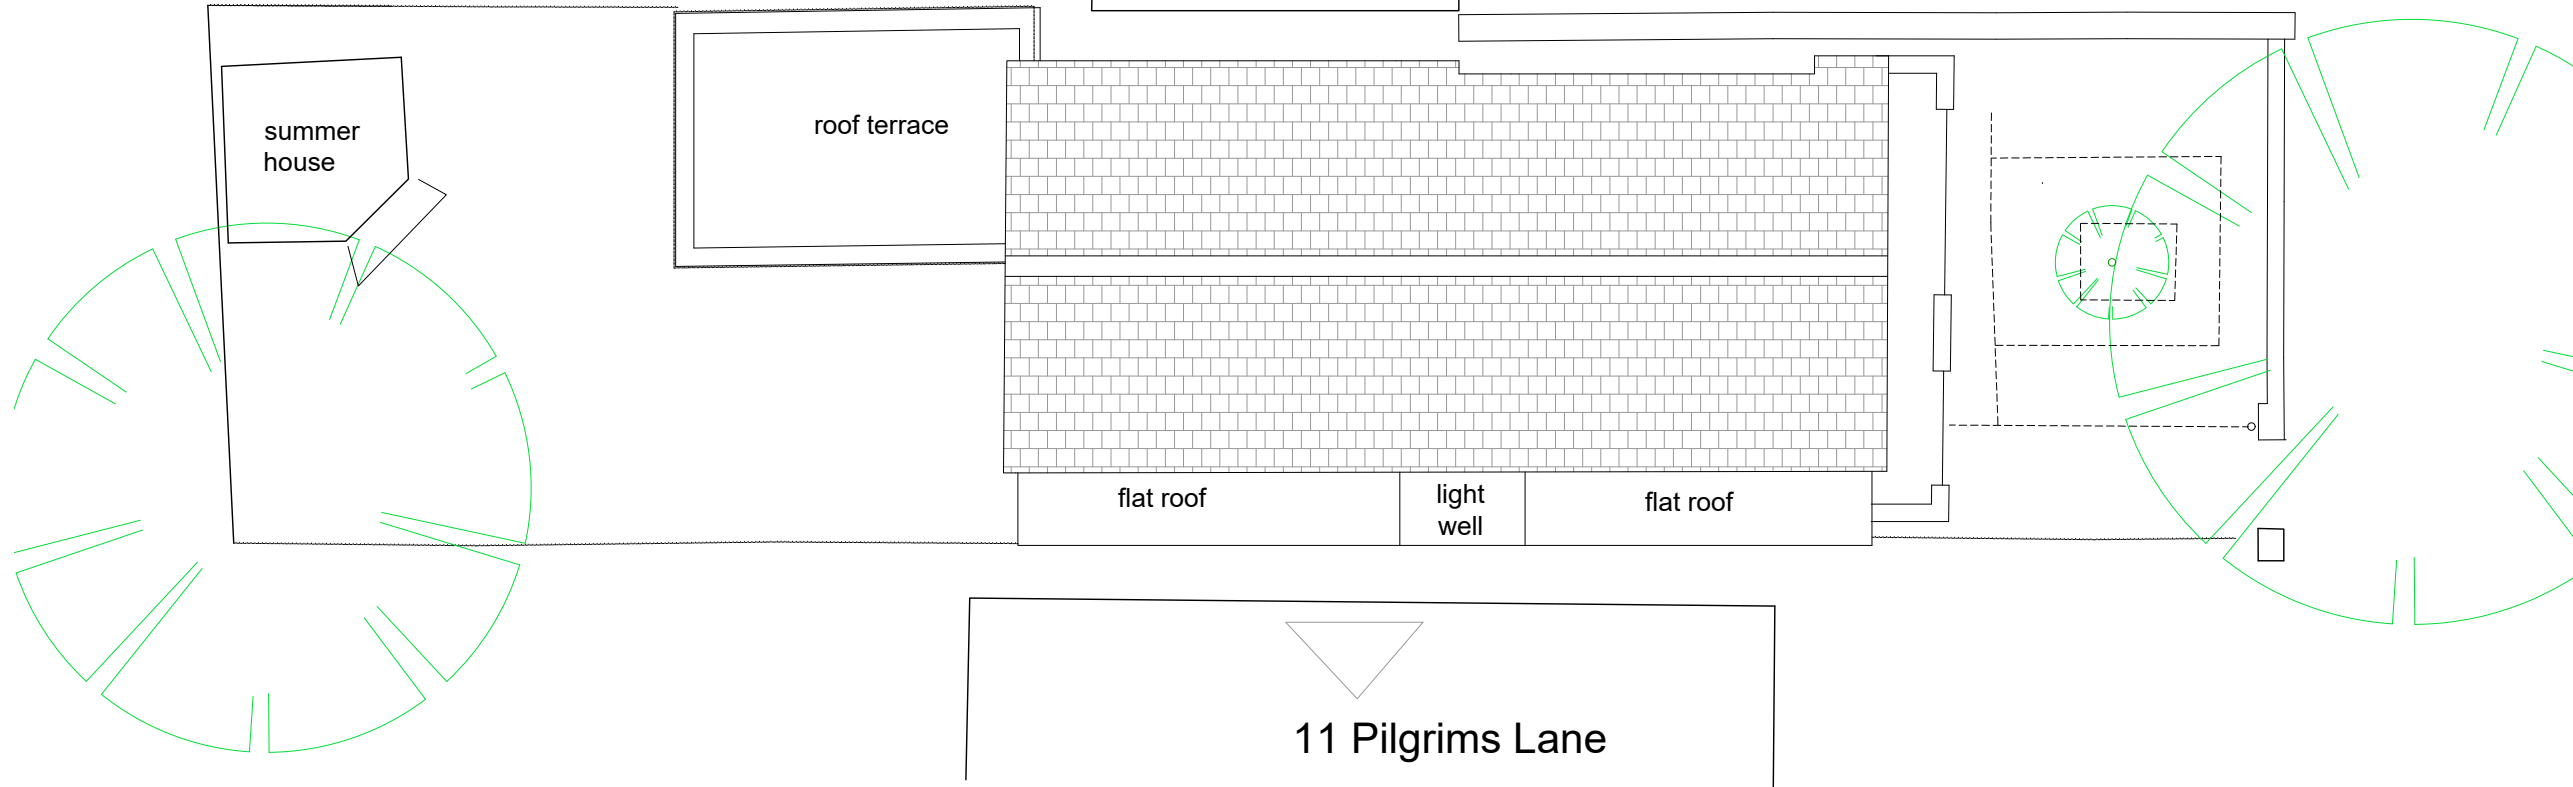 summer
house
roof terrace
flat roof
light
well
flat roof
11 Pilgrims Lane